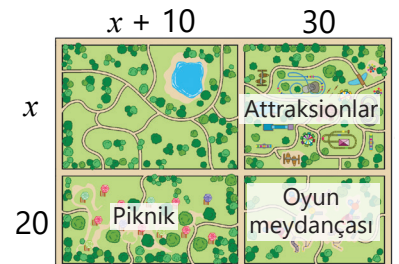 x + 10 30
x
Attraksionlar
20
Piknik
Oyun
meydançası